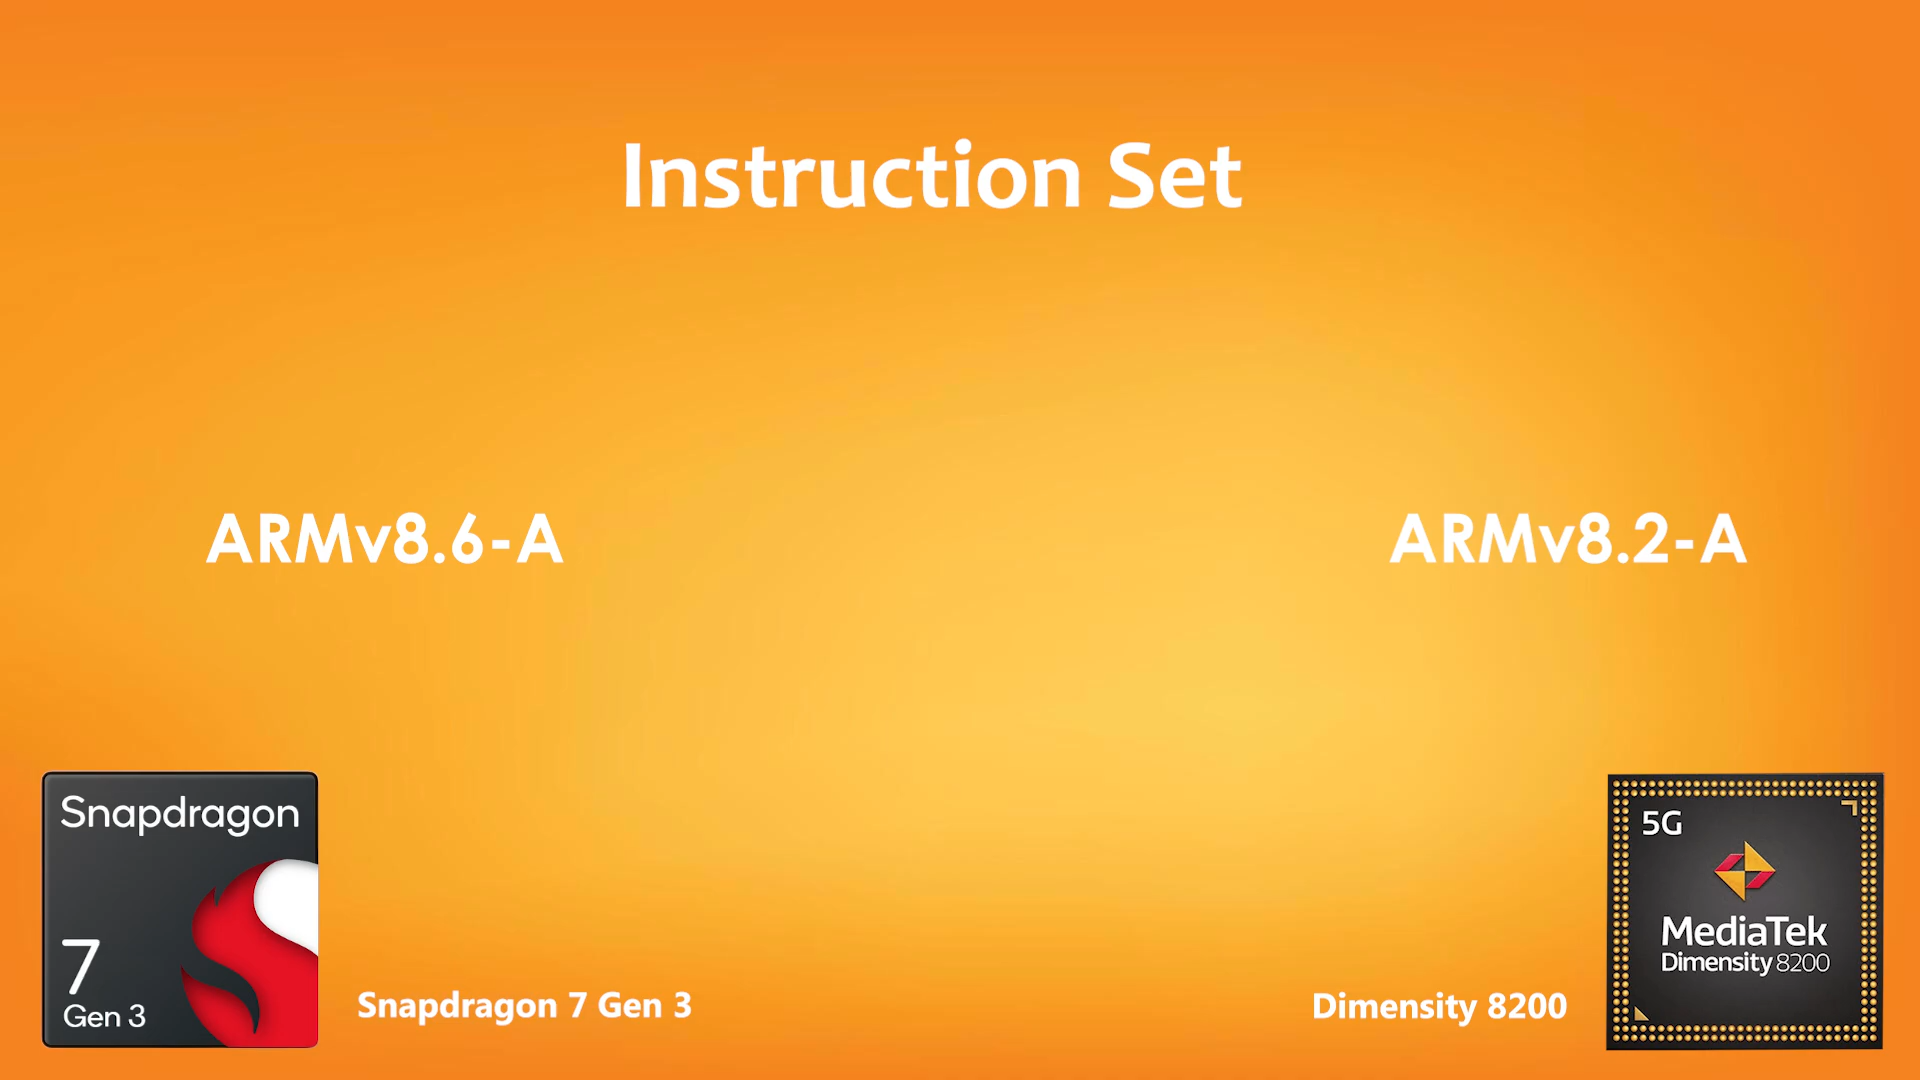 Instruction Set
ARMv8.6-A
ARMv8.2-A
Snapdragon
7
Gen 3
Snapdragon 7 Gen 3
Dimensity 8200
5G
MediaTek
Dimensity 8200